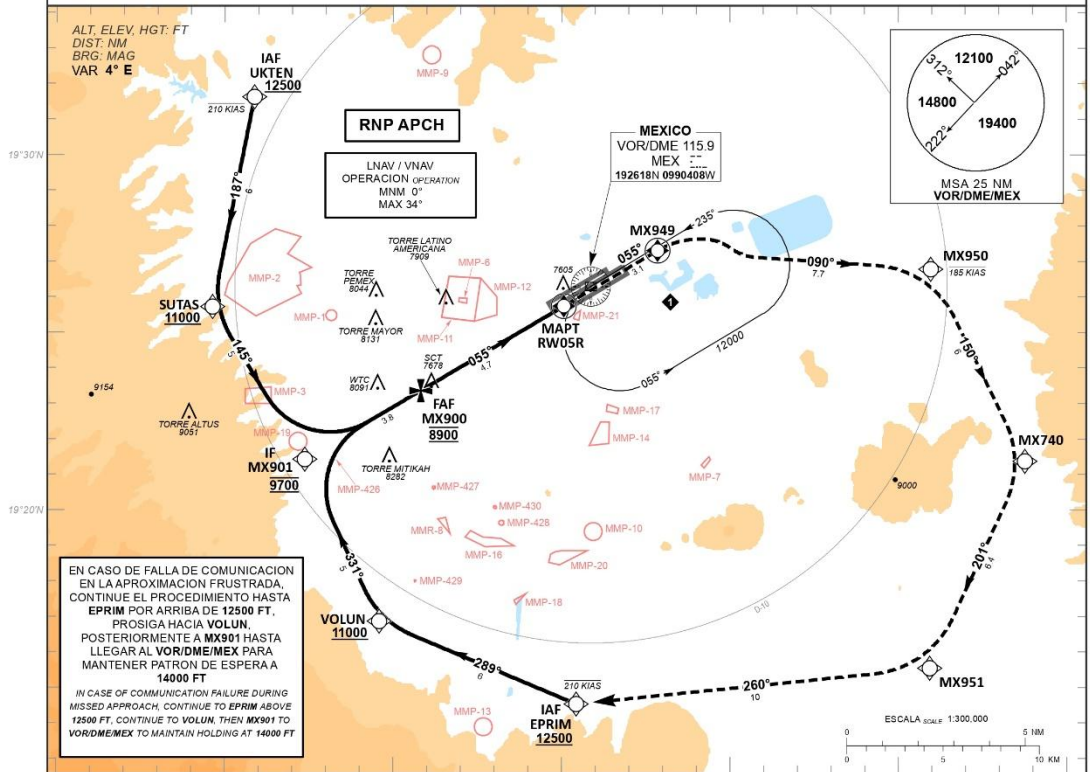 ALT, ELEV, HGT: FT
DIST: NM
BRG: MAG
VAR 4° E
IAF
UKTEN
12500
210 KIAS
MMP-9
RNP APCH
LNAV / VNAV
OPERACION OPERATION
MNM 0°
MAX 34°
MEXICO
VOR/DME 115.9
MEX
192618N 0990408W
312°
12100
042°
14800
19400
222°
MSA 25 NM
VOR/DME/MEX
19°30'N
187°
6
MX949
235°
055°
3.1
090°
7.7
MX950
185 KIAS
TORRE LATINO
AMERICANA
7909
MMP-6
MMP-12
7605
MMP-2
TORRE
PEMEX
8044
SUTAS
11000
MMP-1
MMP-11
MAPT
RW05R
MMP-21
1
TORRE MAYOR
8131
12000
145°
5
SCT
7678
055°
4.7
150°
6
9154
MMP-3
WTC
8091
FAF
MX900
8900
055°
TORRE ALTUS
9051
3.8
MMP-17
MMP-19
MMP-14
IF
MX901
9700
TORRE MITIKAH
8282
MMP-7
MX740
MMP-426
MMP-427
9000
19°20'N
MMP-430
MMP-428
MMR-8
MMP-10
MMP-16
MMP-20
201°
6.4
331°
5
MMP-429
MMP-18
D-10
EN CASO DE FALLA DE COMUNICACION
EN LA APROXIMACION FRUSTRADA,
CONTINUE EL PROCEDIMIENTO HASTA
EPRIM POR ARRIBA DE 12500 FT,
PROSIGA HACIA VOLUN,
POSTERIORMENTE A MX901 HASTA
LLEGAR AL VOR/DME/MEX PARA
MANTENER PATRON DE ESPERA A
14000 FT
IN CASE OF COMMUNICATION FAILURE DURING
MISSED APPROACH, CONTINUE TO EPRIM ABOVE
12500 FT, CONTINUE TO VOLUN, THEN MX901 TO
VOR/DME/MEX TO MAINTAIN HOLDING AT 14000 FT
VOLUN
11000
289°
6
210 KIAS
260°
10
MX951
MMP-13
IAF
EPRIM
12500
ESCALA SCALE 1:300,000
0 5 NM
0 5 10 KM